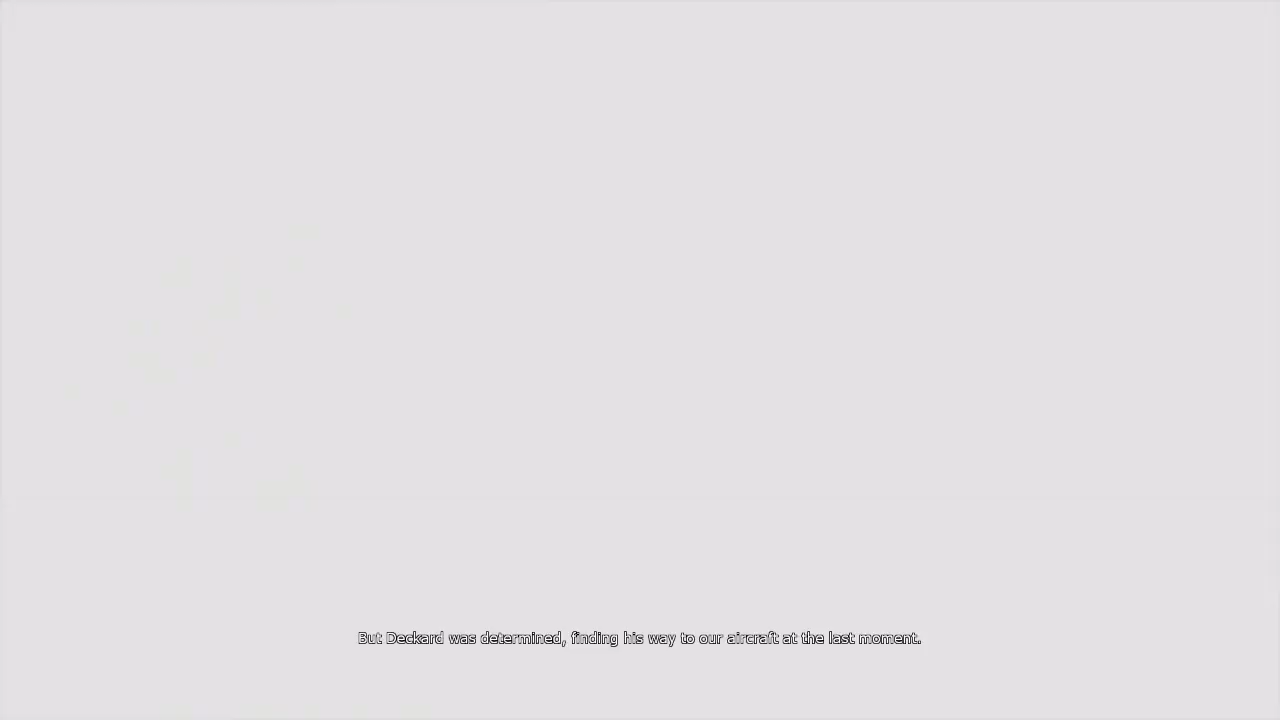 But Deckard was determined, finding his way to our aircraft at the last moment.